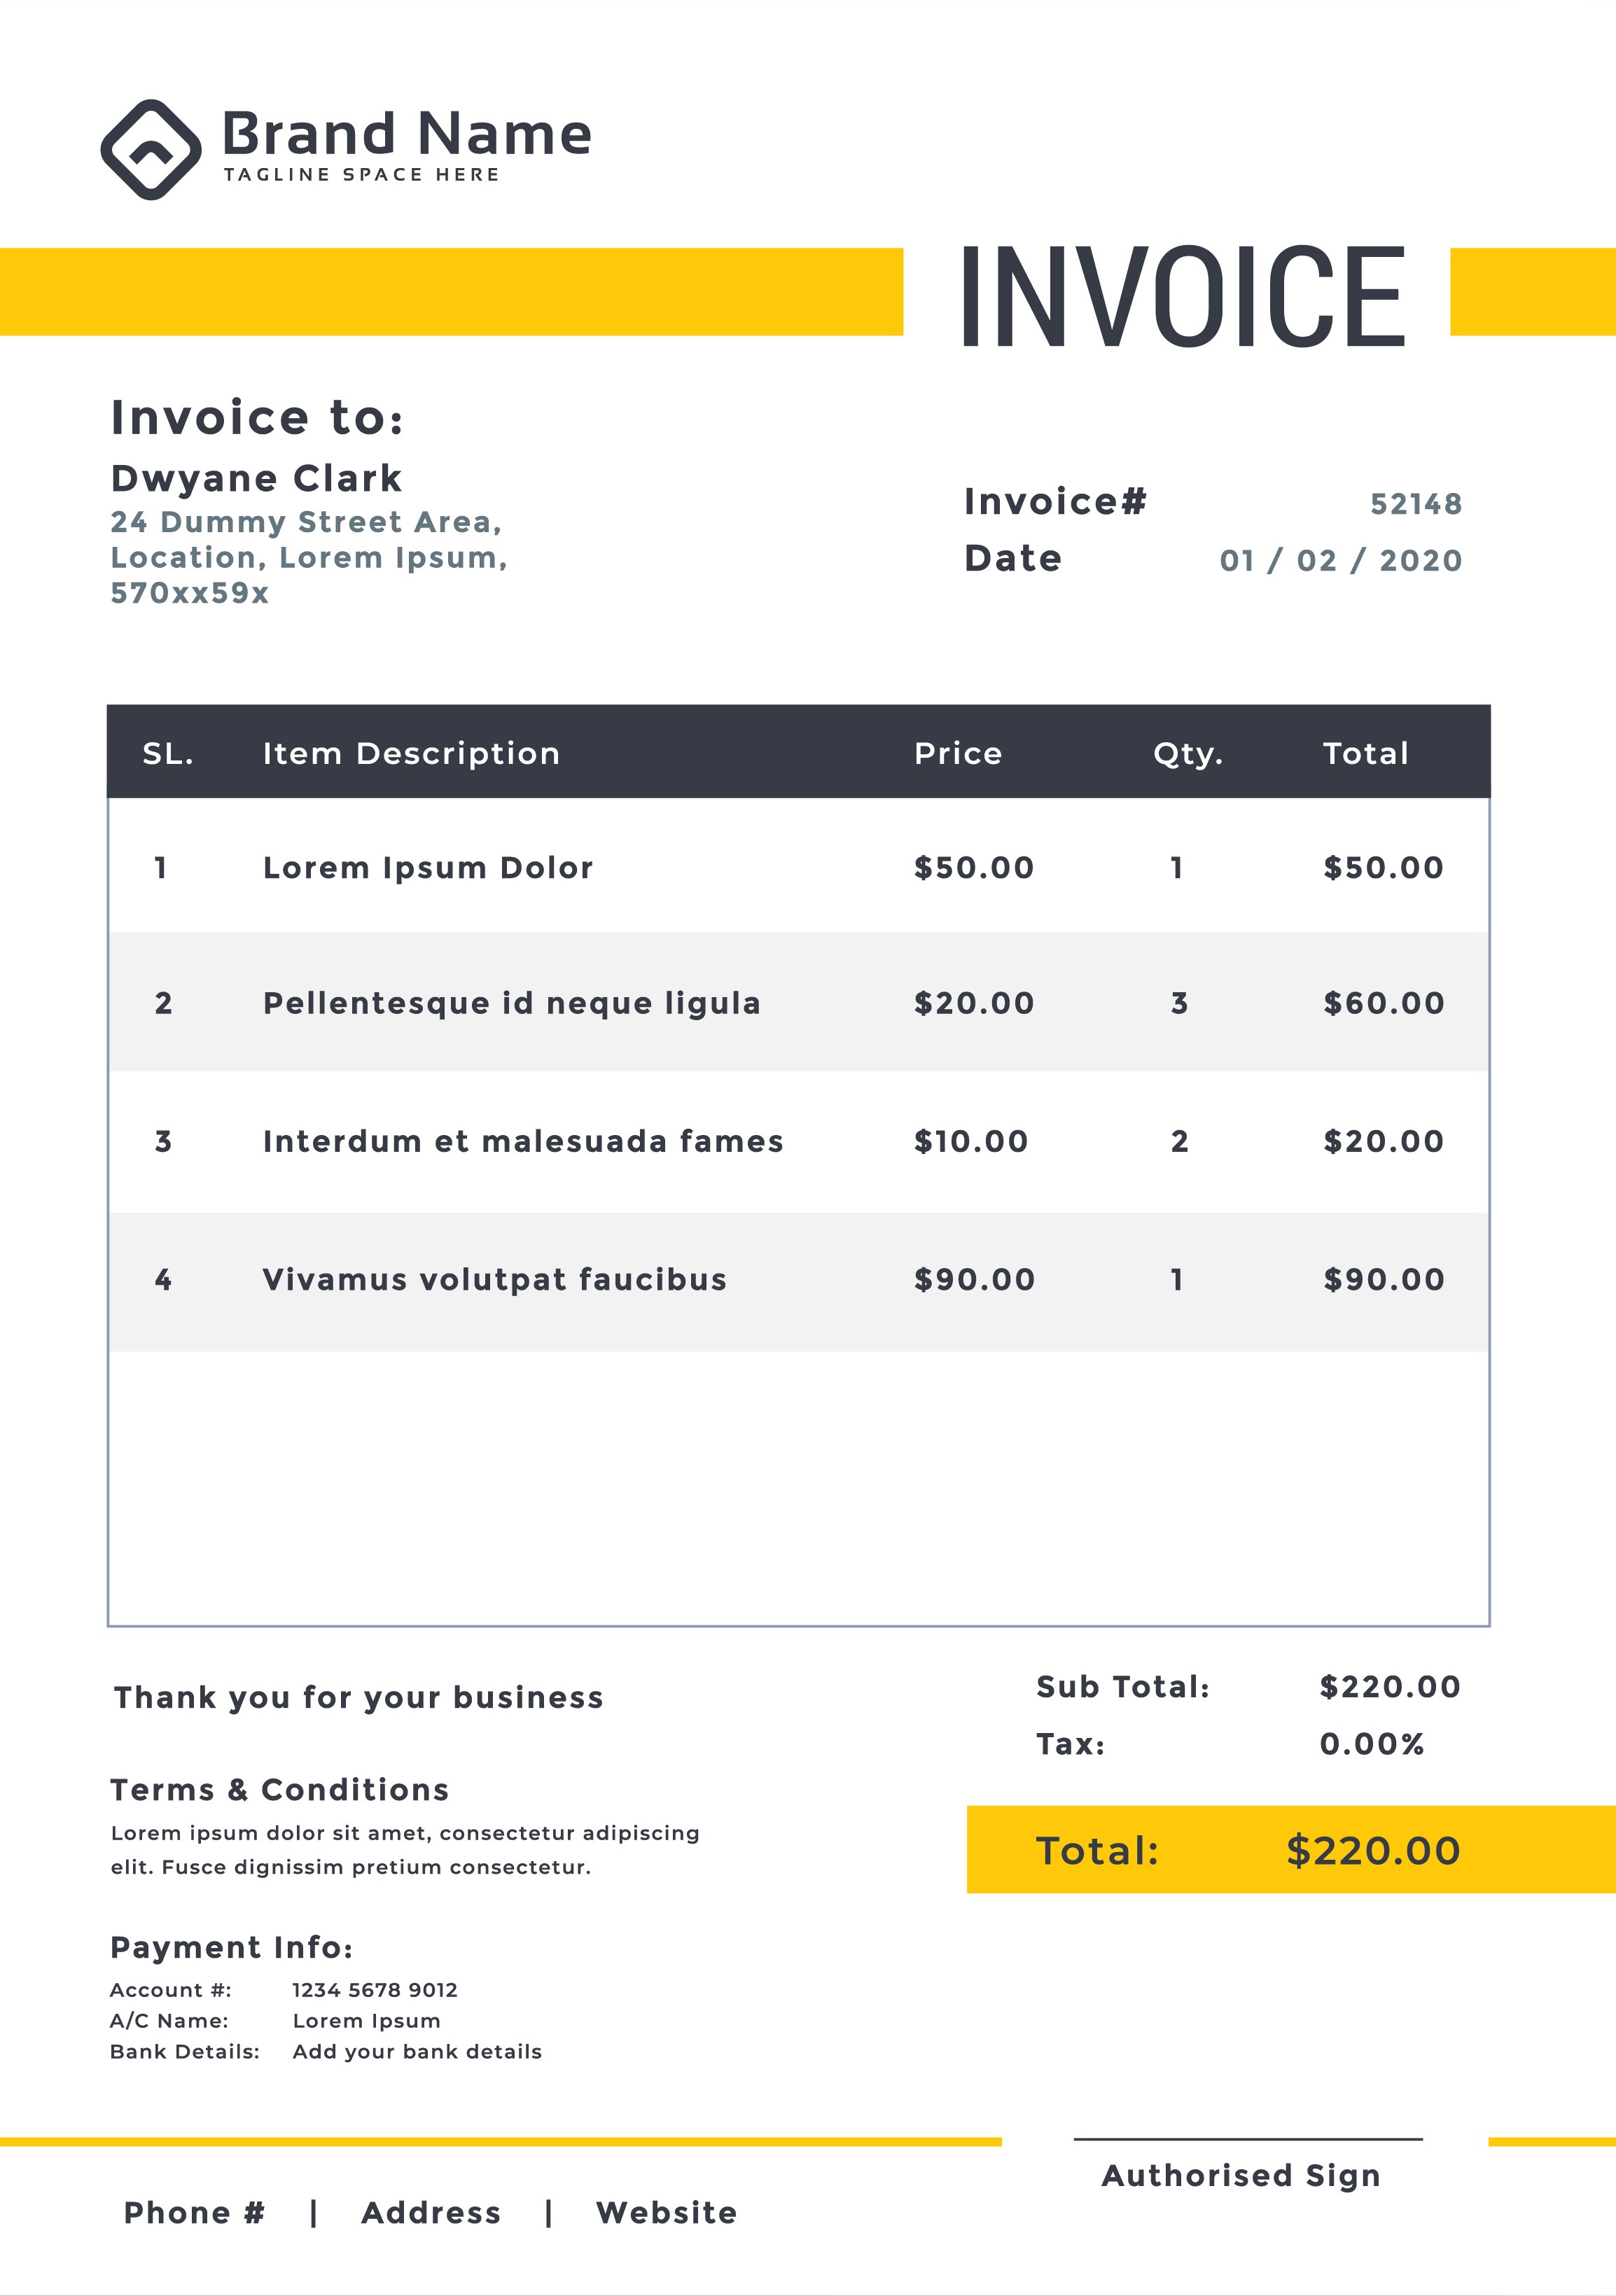 Brand Name
TAGLINE SPACE HERE
INVOICE
Invoice to:
Dwyane Clark
24 Dummy Street Area,
Location, Lorem Ipsum,
570xx59x
Invoice# 52148
Date 01 / 02 / 2020
SL. Item Description Price Qty. Total
1 Lorem Ipsum Dolor $50.00 1 $50.00
2 Pellentesque id neque ligula $20.00 3 $60.00
3 Interdum et malesuada fames $10.00 2 $20.00
4 Vivamus volutpat faucibus $90.00 1 $90.00
Thank you for your business
Sub Total: $220.00
Tax: 0.00%
Total: $220.00
Terms & Conditions
Lorem ipsum dolor sit amet, consectetur adipiscing
elit. Fusce dignissim pretium consectetur.
Payment Info:
Account #: 1234 5678 9012
A/C Name: Lorem Ipsum
Bank Details: Add your bank details
Authorised Sign
Phone # | Address | Website